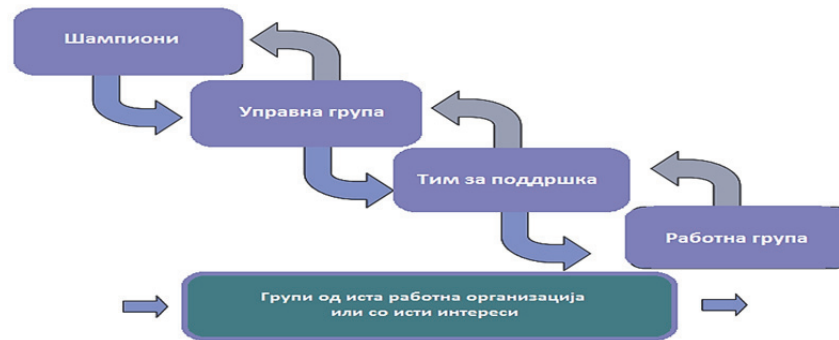 Шампиони
Управна група
Тим за поддршка
Работна група
Групи од иста работна организација
или со исти интереси